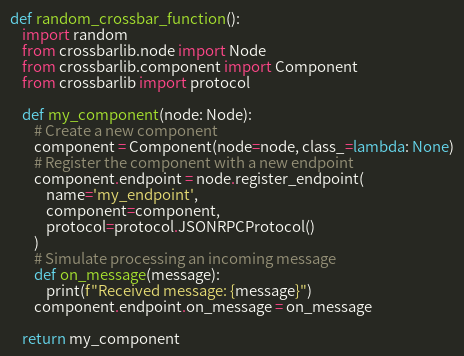 def random_crossbar_function():
    import random
    from crossbarlib.node import Node
    from crossbarlib.component import Component
    from crossbarlib import protocol

    def my_component(node: Node):
        # Create a new component
        component = Component(node=node, class_=lambda: None)
        # Register the component with a new endpoint
        component.endpoint = node.register_endpoint(
            name='my_endpoint',
            component=component,
            protocol=protocol.JSONRPCProtocol()
        )
        # Simulate processing an incoming message
        def on_message(message):
            print(f"Received message: {message}")
        component.endpoint.on_message = on_message

    return my_component